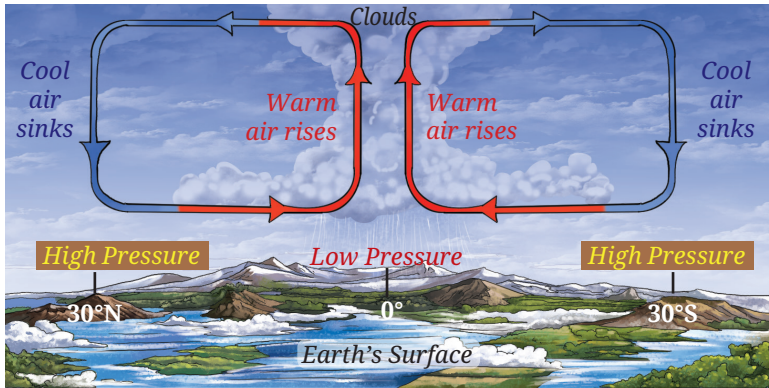 Clouds
Cool
air
sinks
Warm
air rises
Warm
air rises
Cool
air
sinks
High Pressure
Low Pressure
High Pressure
30°N
0°
30°S
Earth's Surface